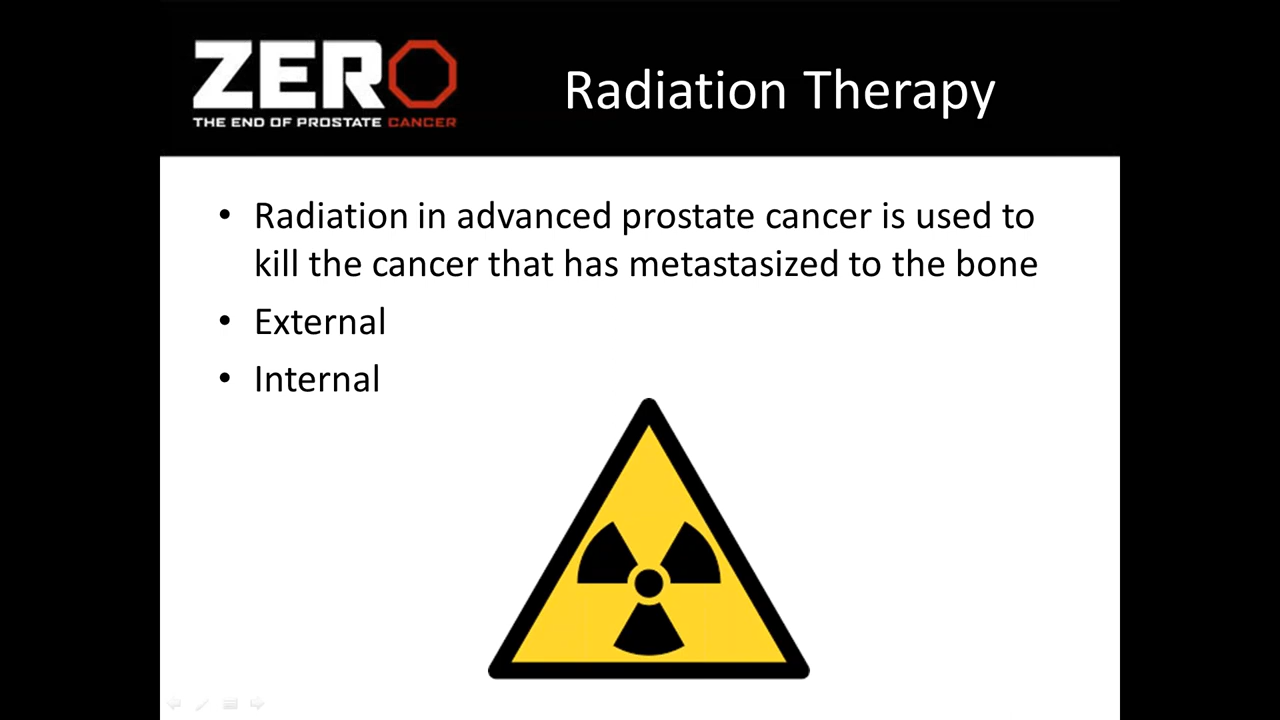 ZERO
THE END OF PROSTATE CANCER
Radiation Therapy
• Radiation in advanced prostate cancer is used to
kill the cancer that has metastasized to the bone
• External
• Internal